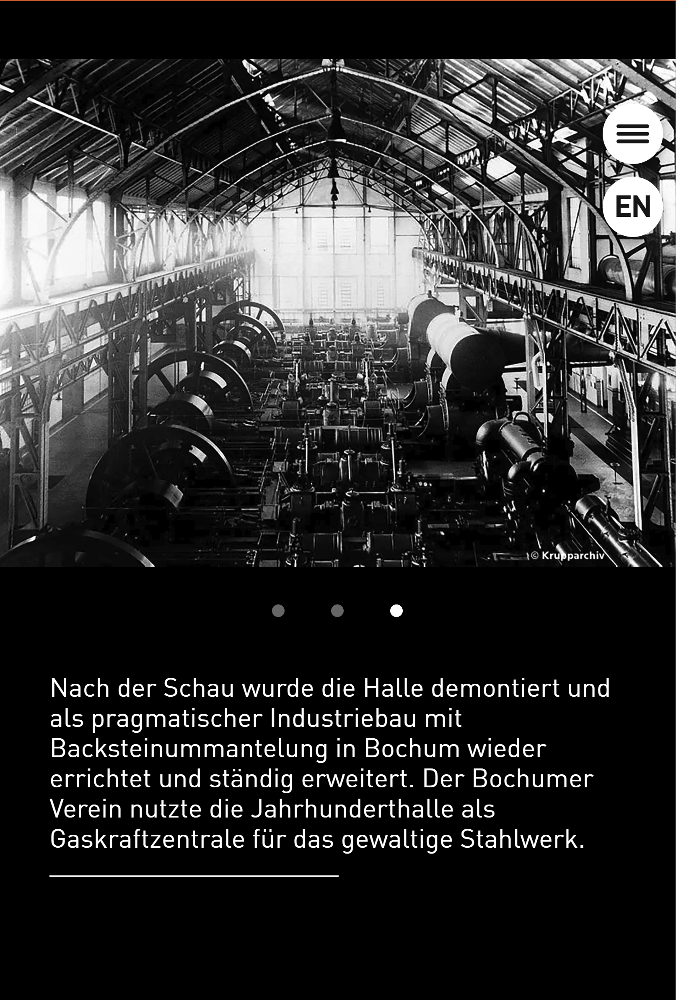 EN
© Krupparchiv
Nach der Schau wurde die Halle demontiert und
als pragmatischer Industriebau mit
Backsteinummantelung in Bochum wieder
errichtet und ständig erweitert. Der Bochumer
Verein nutzte die Jahrhunderthalle als
Gaskraftzentrale für das gewaltige Stahlwerk.